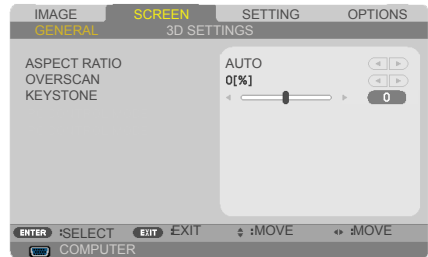 IMAGE SCREEN SETTING OPTIONS
GENERAL 3D SETTINGS
ASPECT RATIO AUTO
OVERSCAN 0[%]
KEYSTONE 0
ENTER :SELECT EXIT :EXIT :MOVE :MOVE
COMPUTER